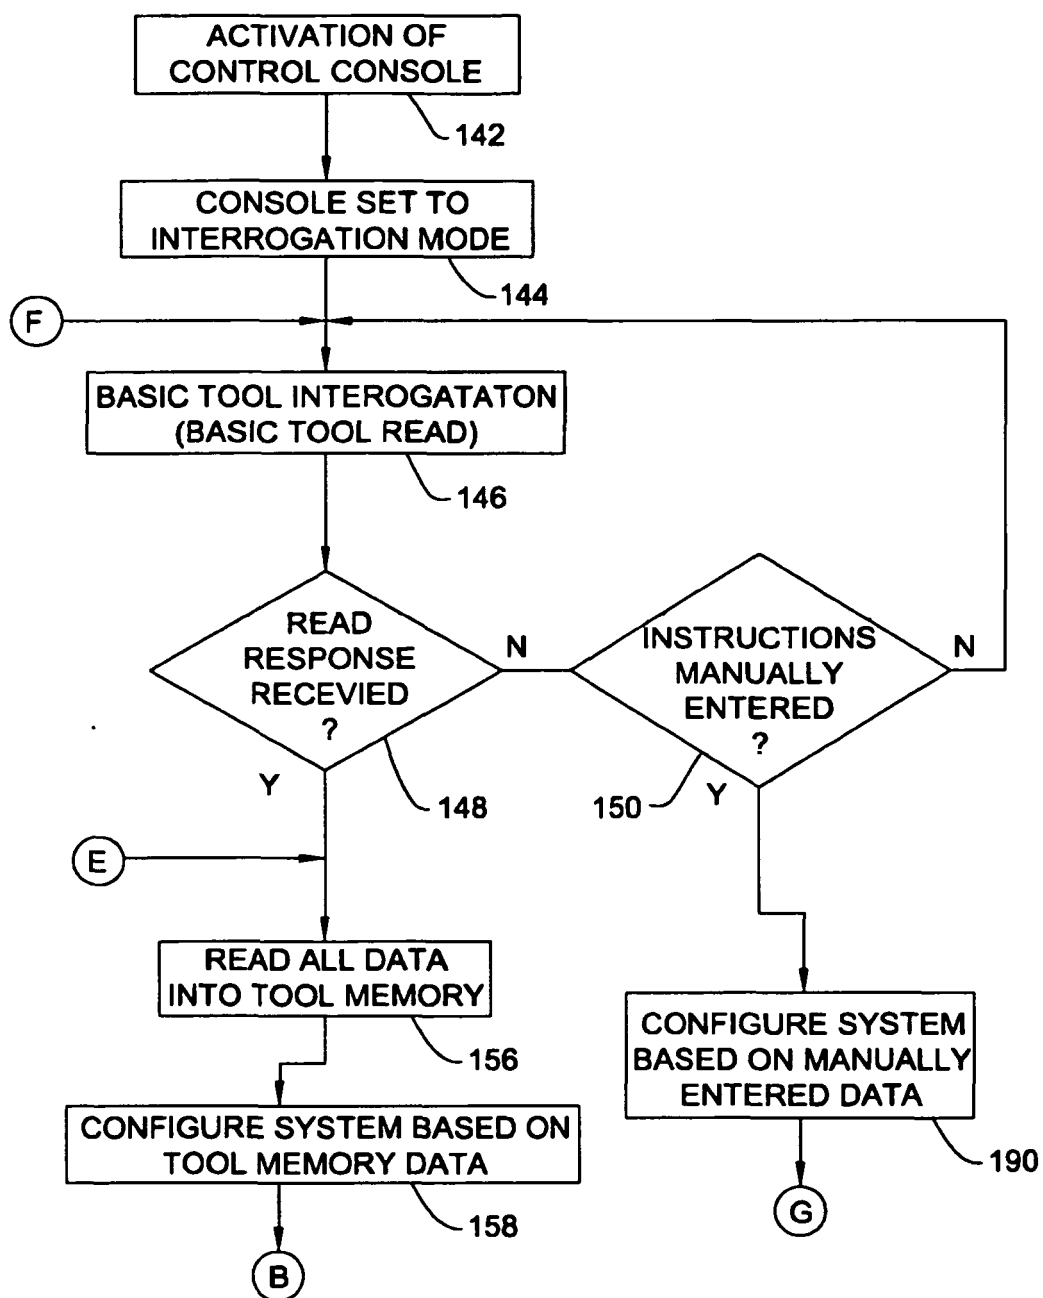 ACTIVATION OF
CONTROL CONSOLE
142
CONSOLE SET TO
INTERROGATION MODE
144
F
BASIC TOOL INTEROGATATON
(BASIC TOOL READ)
146
READ
RESPONSE
RECEVIED
?
N
Y
148
INSTRUCTIONS
MANUALLY
ENTERED
?
N
Y
150
E
READ ALL DATA
INTO TOOL MEMORY
156
CONFIGURE SYSTEM BASED ON
TOOL MEMORY DATA
158
B
CONFIGURE SYSTEM
BASED ON MANUALLY
ENTERED DATA
190
G